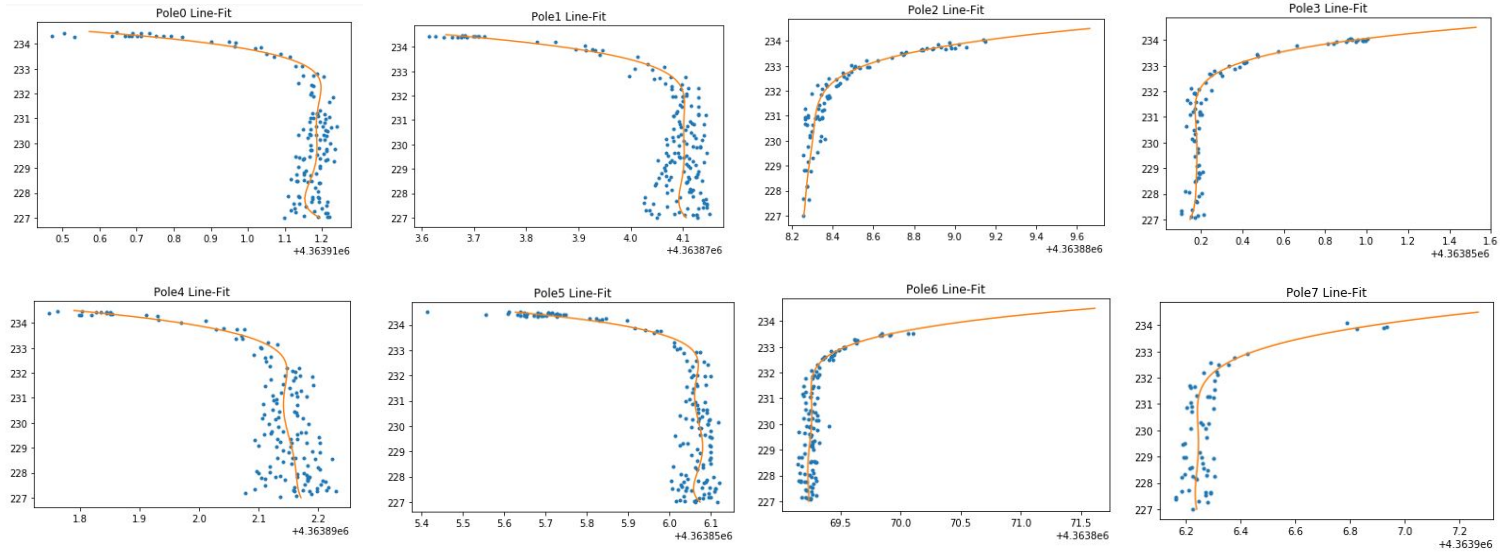 Pole0 Line-Fit
234
233
232
231
230
229
228
227
0.5 0.6 0.7 0.8 0.9 1.0 1.1 1.2
+4.36391e6
Pole1 Line-Fit
234
233
232
231
230
229
228
227
3.6 3.7 3.8 3.9 4.0 4.1
+4.36387e6
Pole2 Line-Fit
234
233
232
231
230
229
228
227
8.2 8.4 8.6 8.8 9.0 9.2 9.4 9.6
+4.36388e6
Pole3 Line-Fit
234
233
232
231
230
229
228
227
0.2 0.4 0.6 0.8 1.0 1.2 1.4 1.6
+4.36385e6
Pole4 Line-Fit
234
233
232
231
230
229
228
227
1.8 1.9 2.0 2.1 2.2
+4.36389e6
Pole5 Line-Fit
234
233
232
231
230
229
228
227
5.4 5.5 5.6 5.7 5.8 5.9 6.0 6.1
+4.36385e6
Pole6 Line-Fit
234
233
232
231
230
229
228
227
69.5 70.0 70.5 71.0 71.5
+4.3638e6
Pole7 Line-Fit
234
233
232
231
230
229
228
227
6.2 6.4 6.6 6.8 7.0 7.2
+4.3639e6